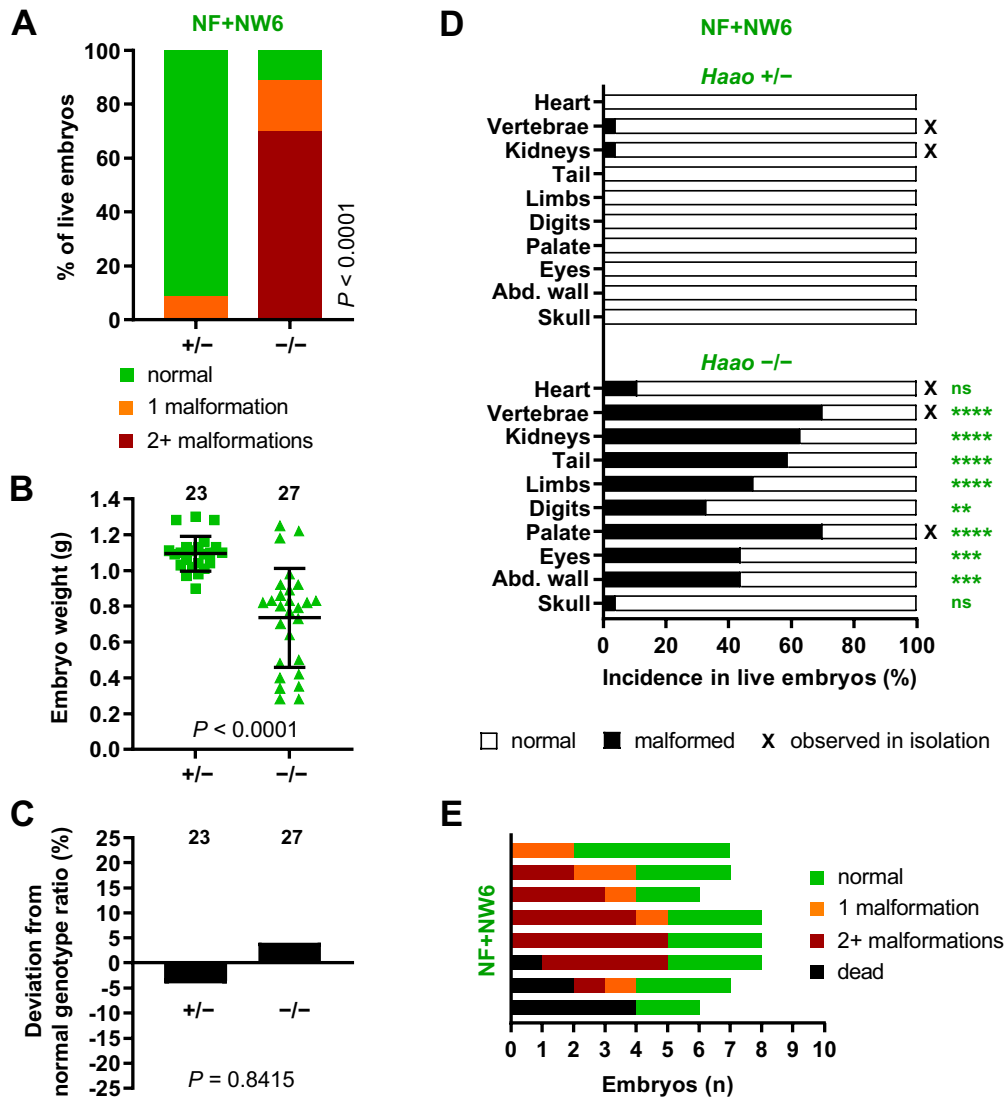 A
NF+NW6
% of live embryos
100
80
60
40
20
0
+/−
−/−
P < 0.0001
normal
1 malformation
2+ malformations
B
Embryo weight (g)
23
27
1.4
1.2
1.0
0.8
0.6
0.4
0.2
0.0
P < 0.0001
+/−
−/−
C
Deviation from
normal genotype ratio (%)
23
27
25
20
15
10
5
0
-5
-10
-15
-20
-25
+/−
−/−
P = 0.8415
D
NF+NW6
Haao +/−
Heart
Vertebrae X
Kidneys X
Tail
Limbs
Digits
Palate
Eyes
Abd. wall
Skull
Haao −/−
Heart X ns
Vertebrae X ****
Kidneys ****
Tail ****
Limbs ****
Digits **
Palate X ****
Eyes ***
Abd. wall ***
Skull ns
0 20 40 60 80 100
Incidence in live embryos (%)
normal malformed X observed in isolation
E
NF+NW6
normal
1 malformation
2+ malformations
dead
0 1 2 3 4 5 6 7 8 9 10
Embryos (n)